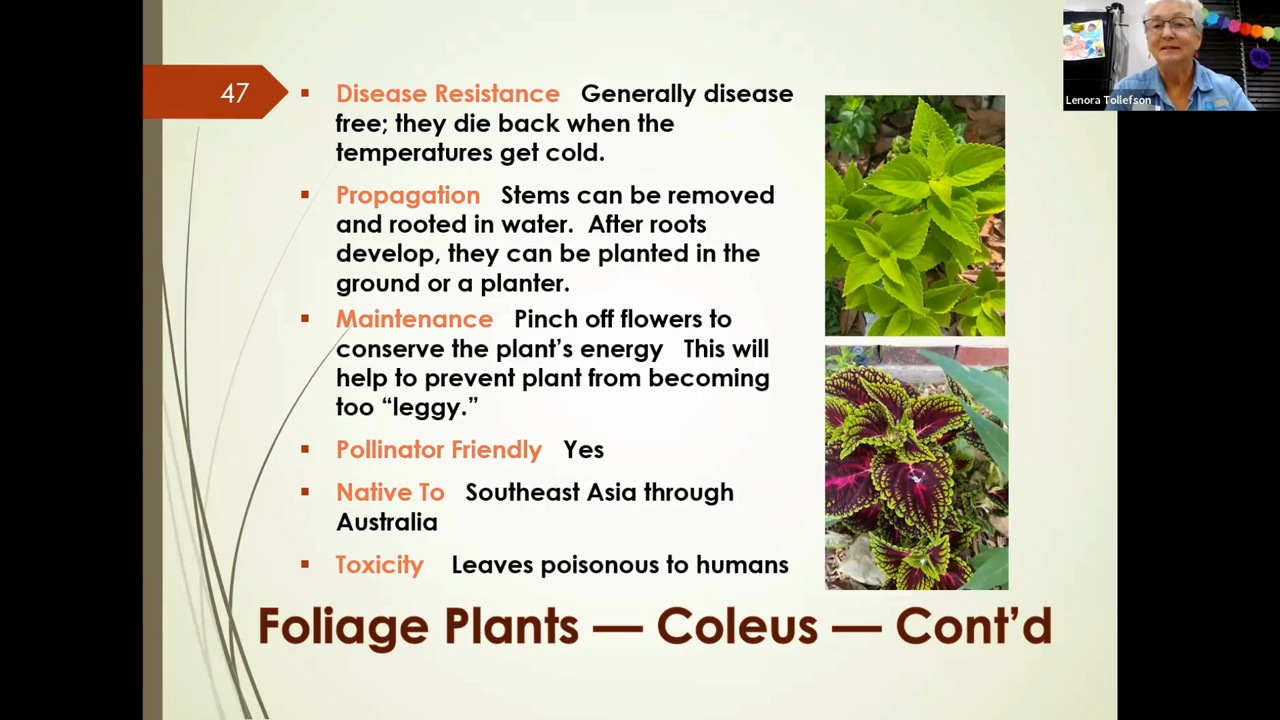 47
Disease Resistance Generally disease
free; they die back when the
temperatures get cold.
Propagation Stems can be removed
and rooted in water. After roots
develop, they can be planted in the
ground or a planter.
Maintenance Pinch off flowers to
conserve the plant’s energy This will
help to prevent plant from becoming
too “leggy.”
Pollinator Friendly Yes
Native To Southeast Asia through
Australia
Toxicity Leaves poisonous to humans
Foliage Plants — Coleus — Cont’d
Lenora Tollefson